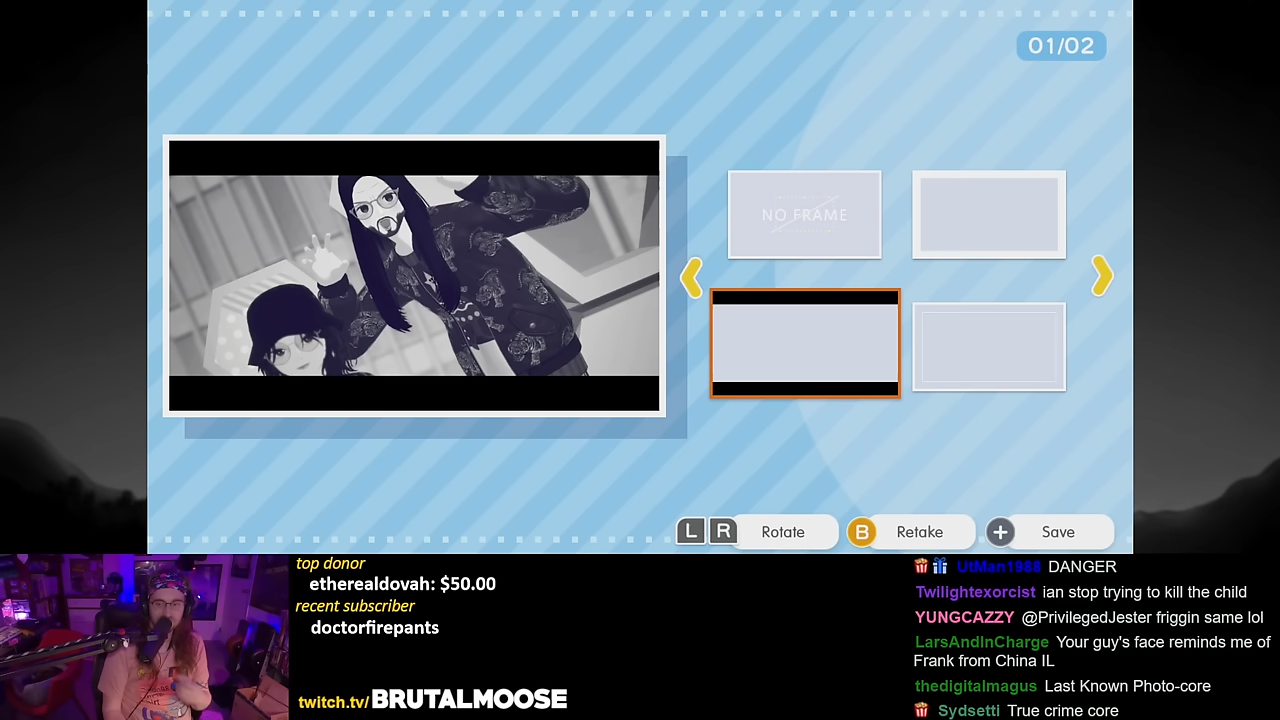 01/02
NO FRAME
L R Rotate
B Retake
+ Save
top donor
etherealdovah: $50.00
recent subscriber
doctorfirepants
twitch.tv/BRUTALMOOSE
UtMan1988 DANGER
Twilightexorcist ian stop trying to kill the child
YUNGCAZZY @PrivilegedJester friggin same lol
LarsAndInCharge Your guy's face reminds me of
Frank from China IL
thedigitalmagus Last Known Photo-core
Sydsetti True crime core